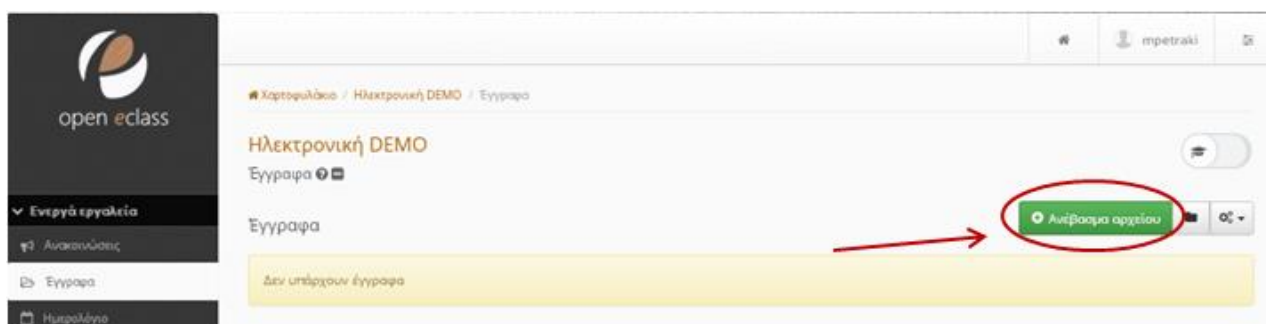 mpetraki
Χαρτοφυλάκιο / Ηλεκτρονική DEMO / Έγγραφα
open eclass
Ηλεκτρονική DEMO
Έγγραφα
Ενεργά εργαλεία
Έγγραφα
Ανέβασμα αρχείου
Ανακοινώσεις
Έγγραφα
Δεν υπάρχουν έγγραφα
Ημερολόγιο